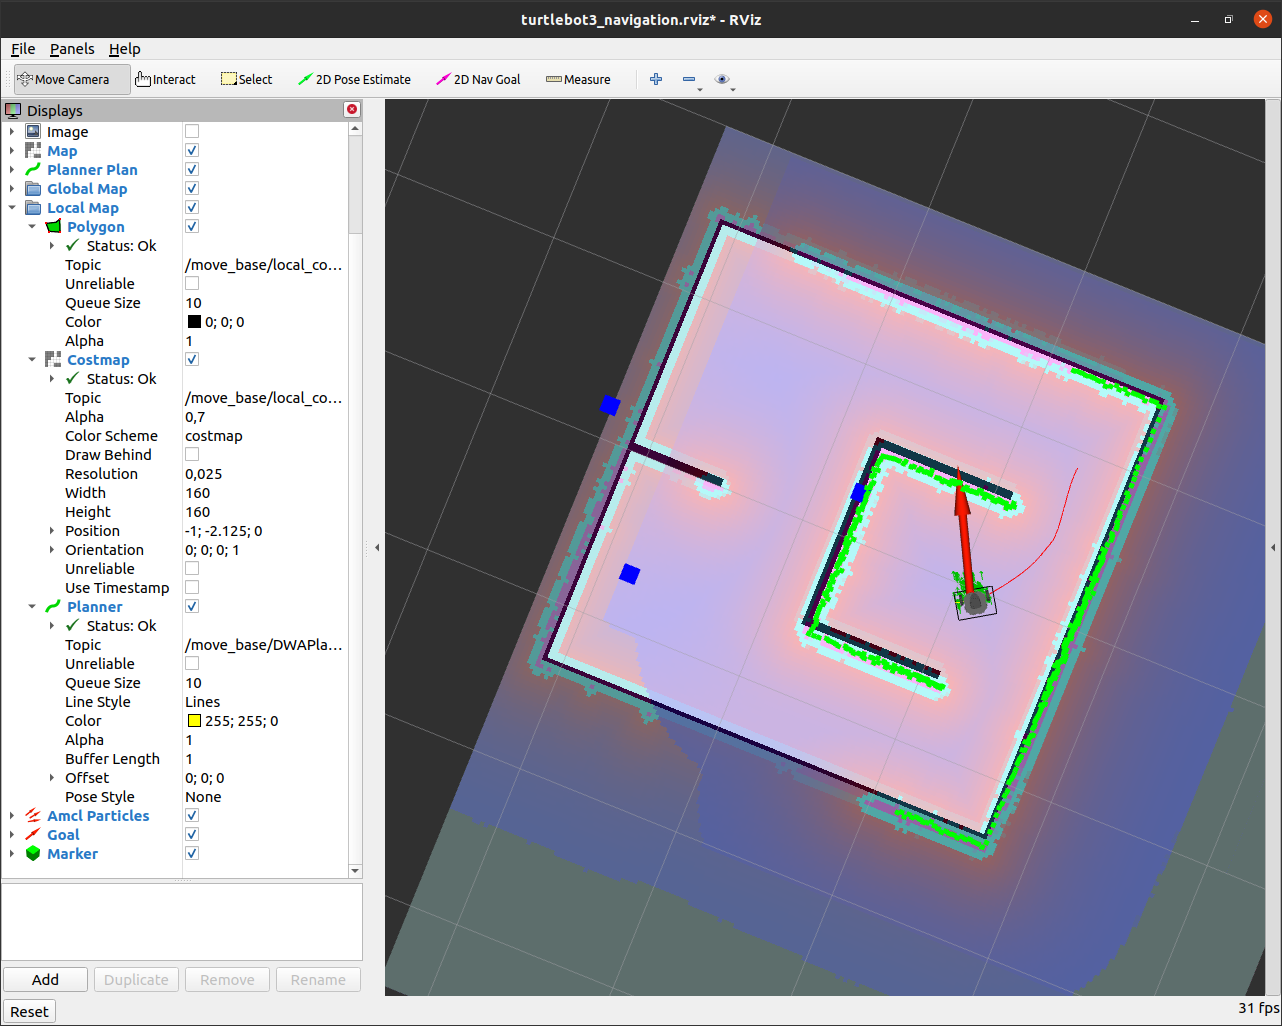 turtlebot3_navigation.rviz* - RViz
File Panels Help
Move Camera Interact Select 2D Pose Estimate 2D Nav Goal Measure
Displays
Image
Map
Planner Plan
Global Map
Local Map
Polygon
Status: Ok
Topic /move_base/local_co...
Unreliable
Queue Size 10
Color 0; 0; 0
Alpha 1
Costmap
Status: Ok
Topic /move_base/local_co...
Alpha 0,7
Color Scheme costmap
Draw Behind
Resolution 0,025
Width 160
Height 160
Position -1; -2.125; 0
Orientation 0; 0; 0; 1
Unreliable
Use Timestamp
Planner
Status: Ok
Topic /move_base/DWAPla...
Unreliable
Queue Size 10
Line Style Lines
Color 255; 255; 0
Alpha 1
Buffer Length 1
Offset 0; 0; 0
Pose Style None
Amcl Particles
Goal
Marker
Add Duplicate Remove Rename
Reset 31 fps